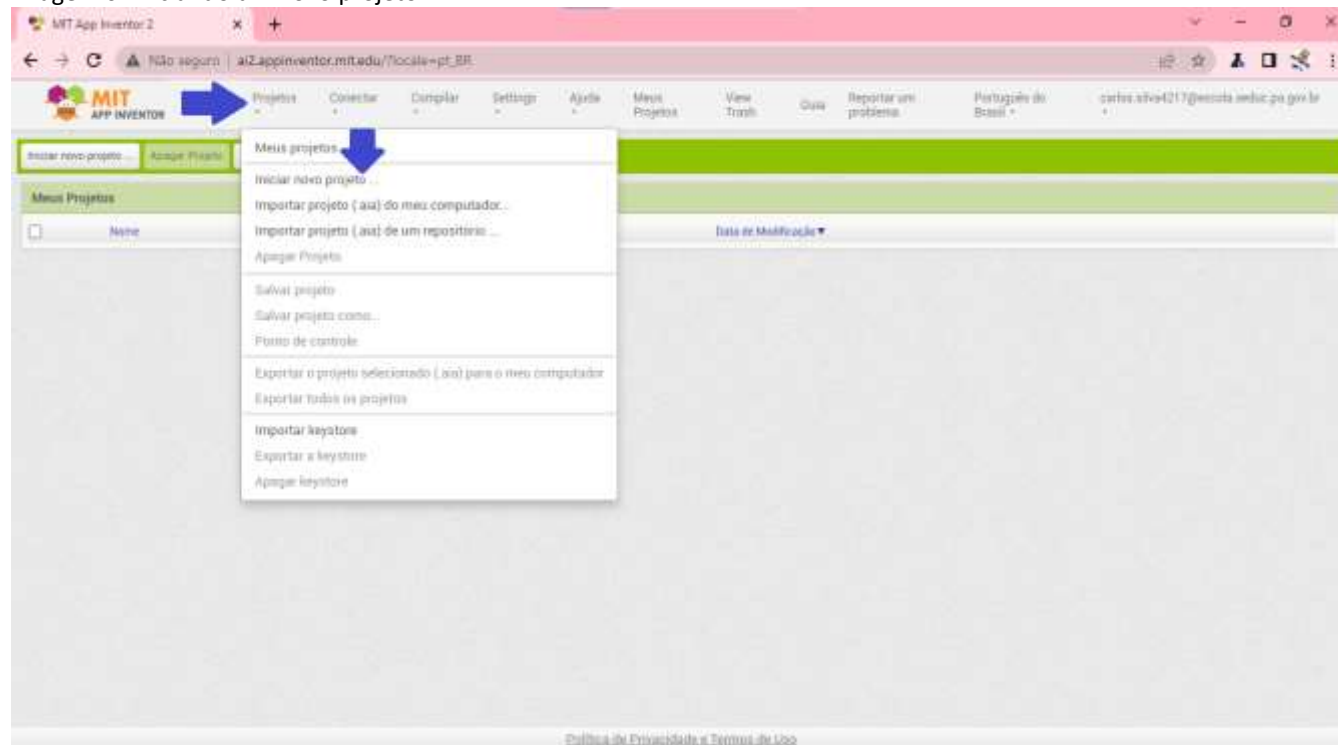 MIT App Inventor 2
Não seguro | ai2.appinventor.mit.edu/?locale=pt_BR
MIT
APP INVENTOR
Projetos Conectar Compilar Settings Ajuda Meus Projetos View Trash Guia Reportar um problema Português do Brasil
Iniciar novo projeto ... Apagar Projeto
Meus projetos
Iniciar novo projeto ...
Meus Projetos
Importar projeto (.aia) do meu computador...
Nome
Importar projeto (.aia) de um repositório ...
Data de Modificação ▼
Apagar Projeto
Salvar projeto
Salvar projeto como...
Ponto de controle
Exportar o projeto selecionado (.aia) para o meu computador
Exportar todos os projetos
Importar keystore
Exportar a keystore
Apagar keystore
Política de Privacidade e Termos de Uso